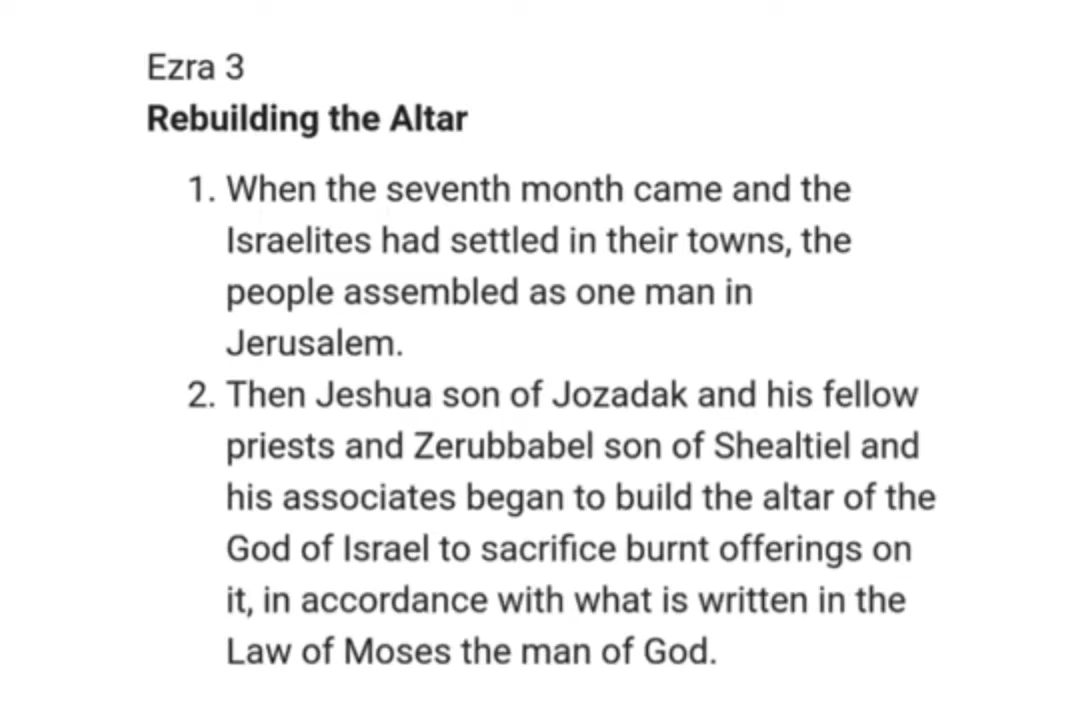 Ezra 3
Rebuilding the Altar
1. When the seventh month came and the
Israelites had settled in their towns, the
people assembled as one man in
Jerusalem.
2. Then Jeshua son of Jozadak and his fellow
priests and Zerubbabel son of Shealtiel and
his associates began to build the altar of the
God of Israel to sacrifice burnt offerings on
it, in accordance with what is written in the
Law of Moses the man of God.